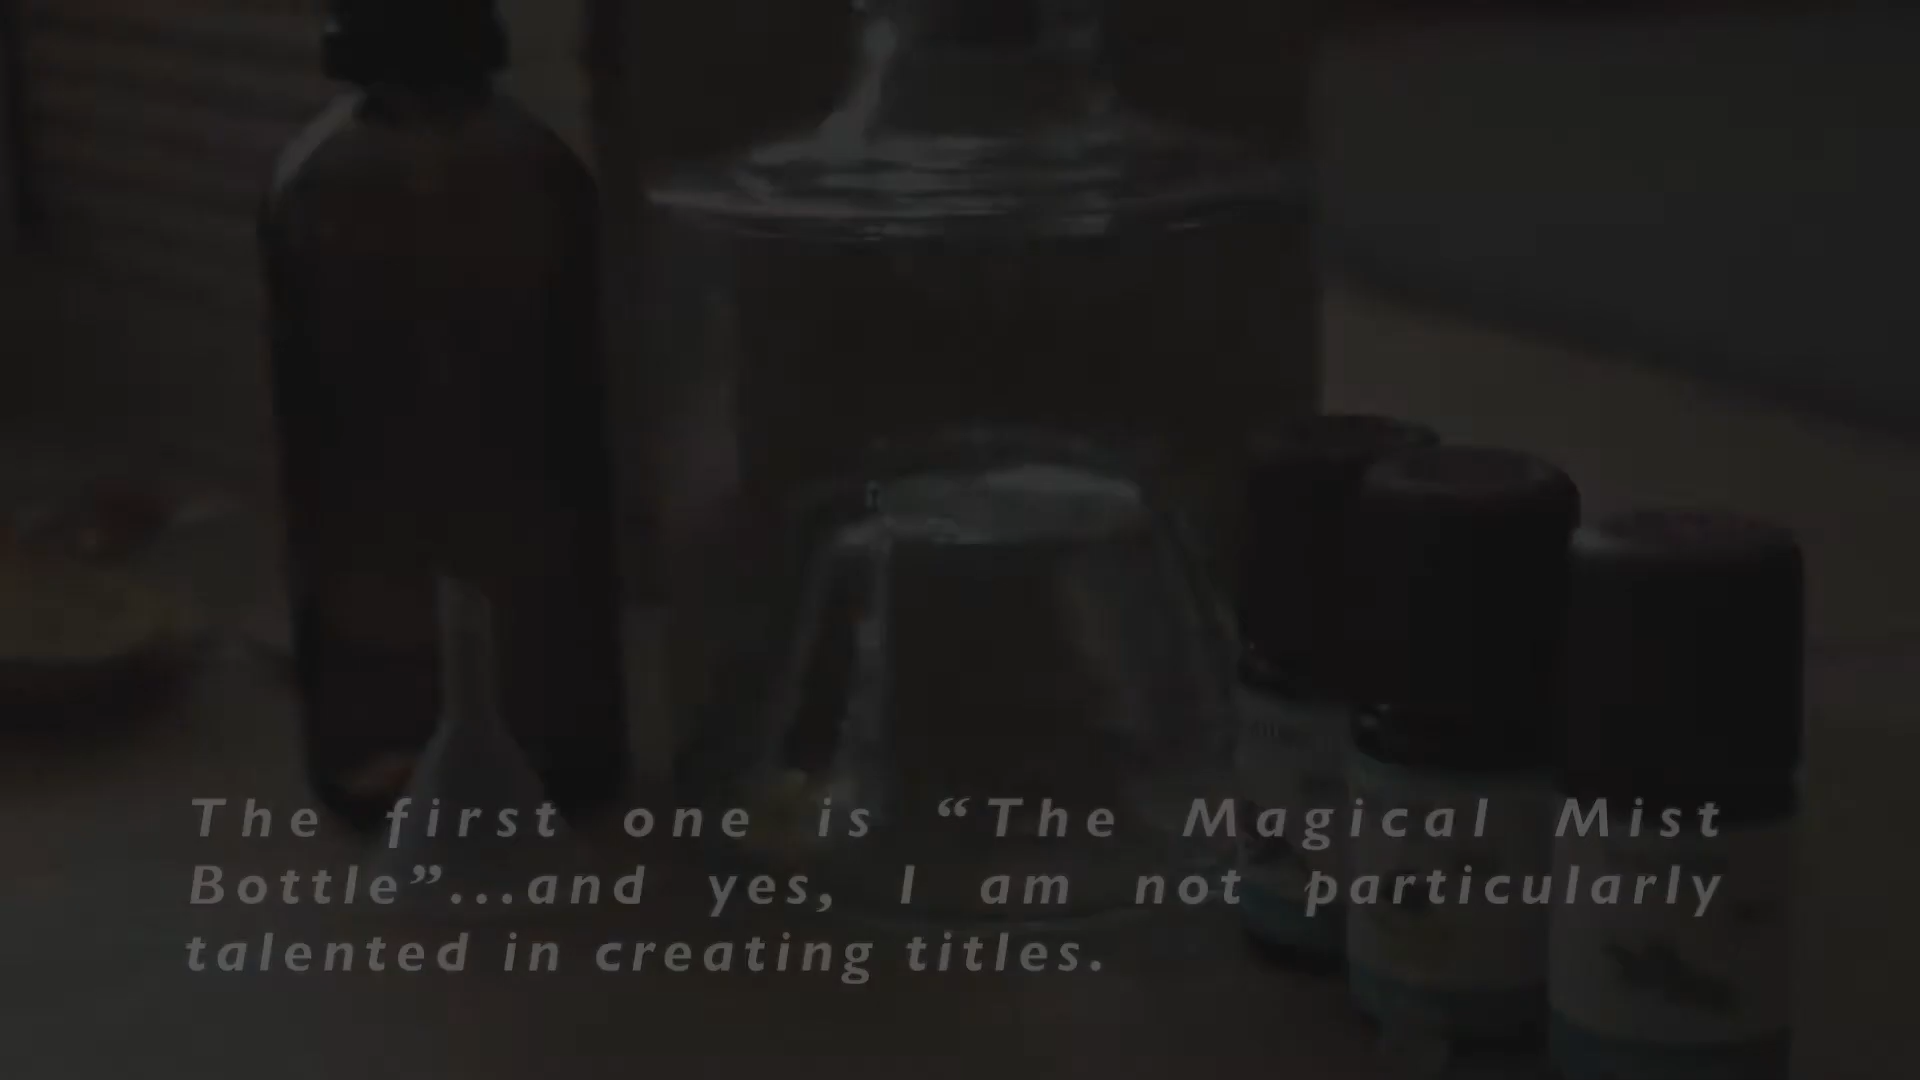 The first one is “The Magical Mist
Bottle”...and yes, I am not particularly
talented in creating titles.